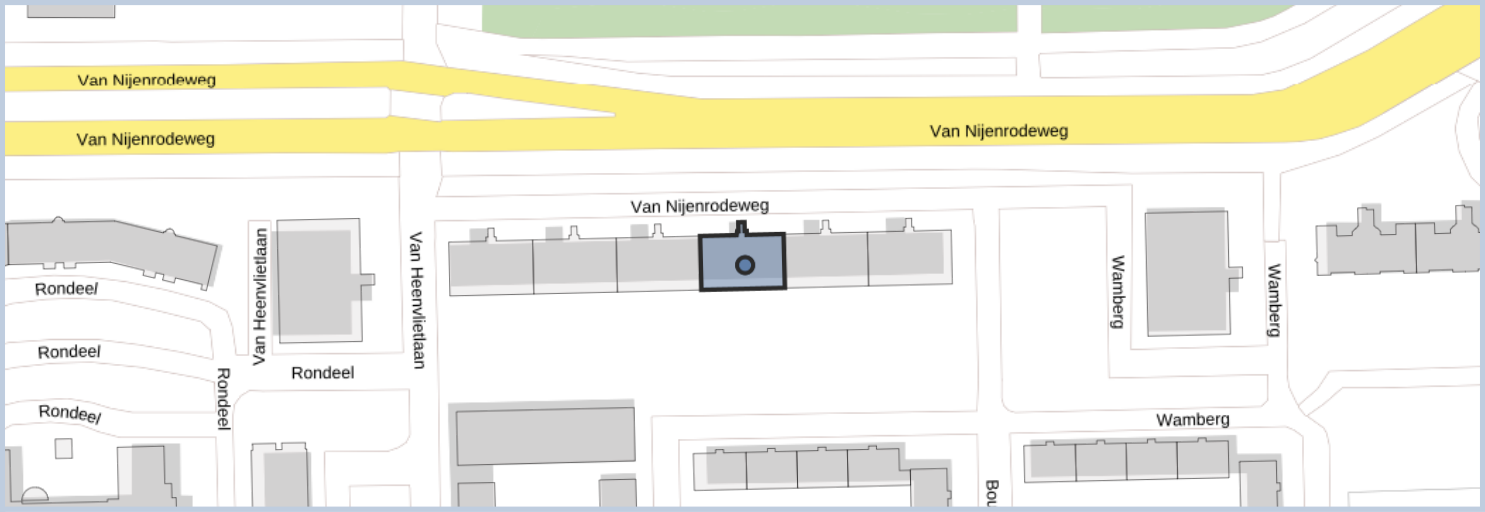 Van Nijenrodeweg
Van Nijenrodeweg
Van Nijenrodeweg
Van Nijenrodeweg
Van Heenvlietlaan
Van Heenvlietlaan
Wamberg
Wamberg
Rondeel
Rondeel
Rondeel
Rondeel
Rondeel
Wamberg
Bou